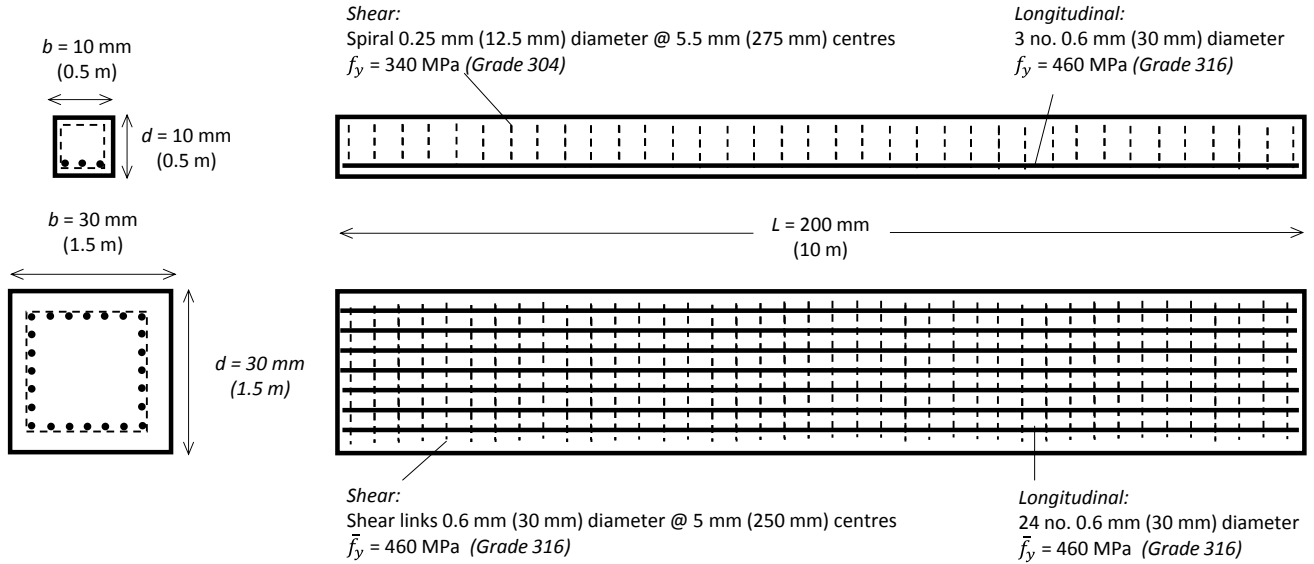 Shear:
Spiral 0.25 mm (12.5 mm) diameter @ 5.5 mm (275 mm) centres
f_y = 340 MPa (Grade 304)
Longitudinal:
3 no. 0.6 mm (30 mm) diameter
f_y = 460 MPa (Grade 316)
b = 10 mm
(0.5 m)
d = 10 mm
(0.5 m)
b = 30 mm
(1.5 m)
L = 200 mm
(10 m)
d = 30 mm
(1.5 m)
Shear:
Shear links 0.6 mm (30 mm) diameter @ 5 mm (250 mm) centres
f̅_y = 460 MPa (Grade 316)
Longitudinal:
24 no. 0.6 mm (30 mm) diameter
f̅_y = 460 MPa (Grade 316)